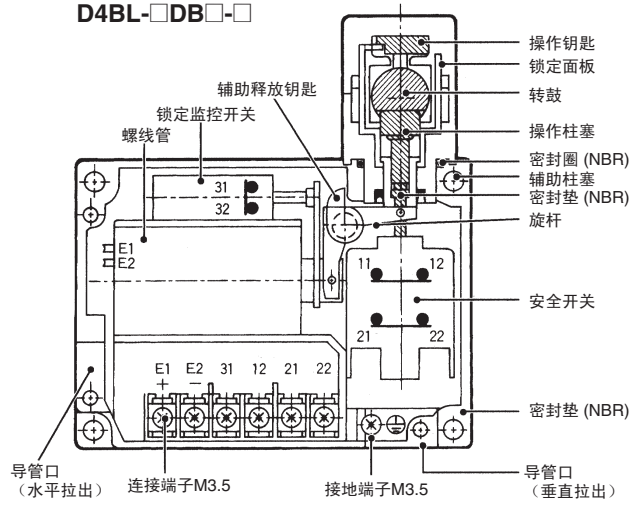 D4BL-□DB□-□
操作钥匙
锁定面板
转鼓
操作柱塞
密封圈 (NBR)
辅助柱塞
密封垫 (NBR)
旋杆
安全开关
密封垫 (NBR)
辅助释放钥匙
锁定监控开关
螺线管
31
32
E1
E2
11 12
21 22
E1 E2 31 12 21 22
+ −
导管口
（水平拉出）
连接端子M3.5
接地端子M3.5
导管口
（垂直拉出）